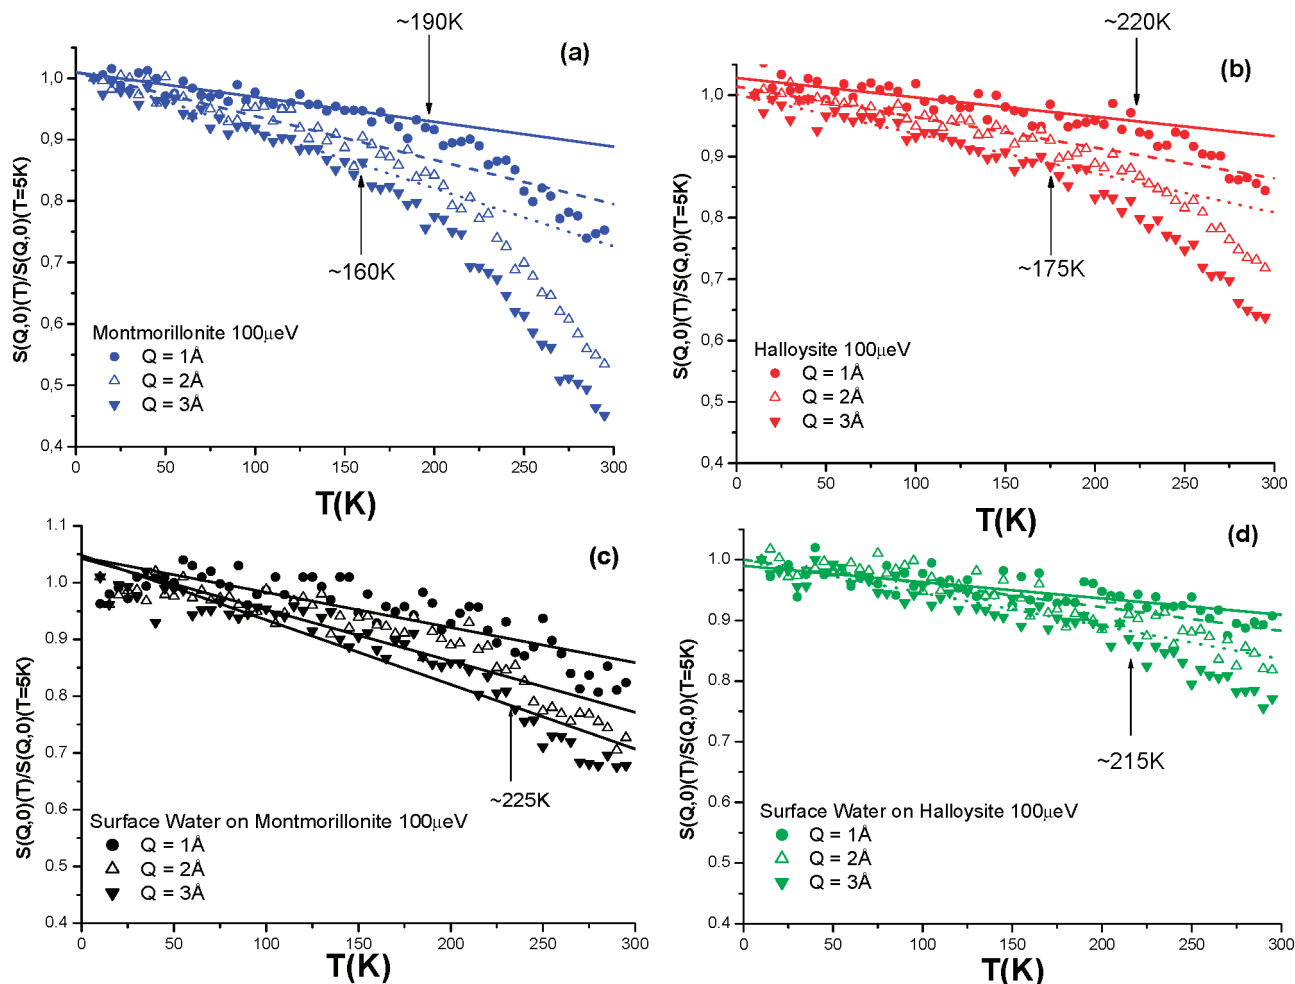 ~190K
(a)
S(Q,0)(T)/S(Q,0)(T=5K)
1,0
0,9
0,8
0,7
0,6
0,5
0,4
~160K
Montmorillonite 100μeV
Q = 1Å
Q = 2Å
Q = 3Å
0 50 100 150 200 250 300
T(K)
~220K
(b)
S(Q,0)(T)/S(Q,0)(T=5K)
1,0
0,9
0,8
0,7
0,6
0,5
0,4
~175K
Halloysite 100μeV
Q = 1Å
Q = 2Å
Q = 3Å
0 50 100 150 200 250 300
T(K)
(c)
S(Q,0)(T)/S(Q,0)(T=5K)
1.1
1.0
0.9
0.8
0.7
0.6
0.5
0.4
~225K
Surface Water on Montmorillonite 100μeV
Q = 1Å
Q = 2Å
Q = 3Å
0 50 100 150 200 250 300
T(K)
(d)
S(Q,0)(T)/S(Q,0)(T=5K)
1.0
0.9
0.8
0.7
0.6
0.5
0.4
~215K
Surface Water on Halloysite 100μeV
Q = 1Å
Q = 2Å
Q = 3Å
0 50 100 150 200 250 300
T(K)